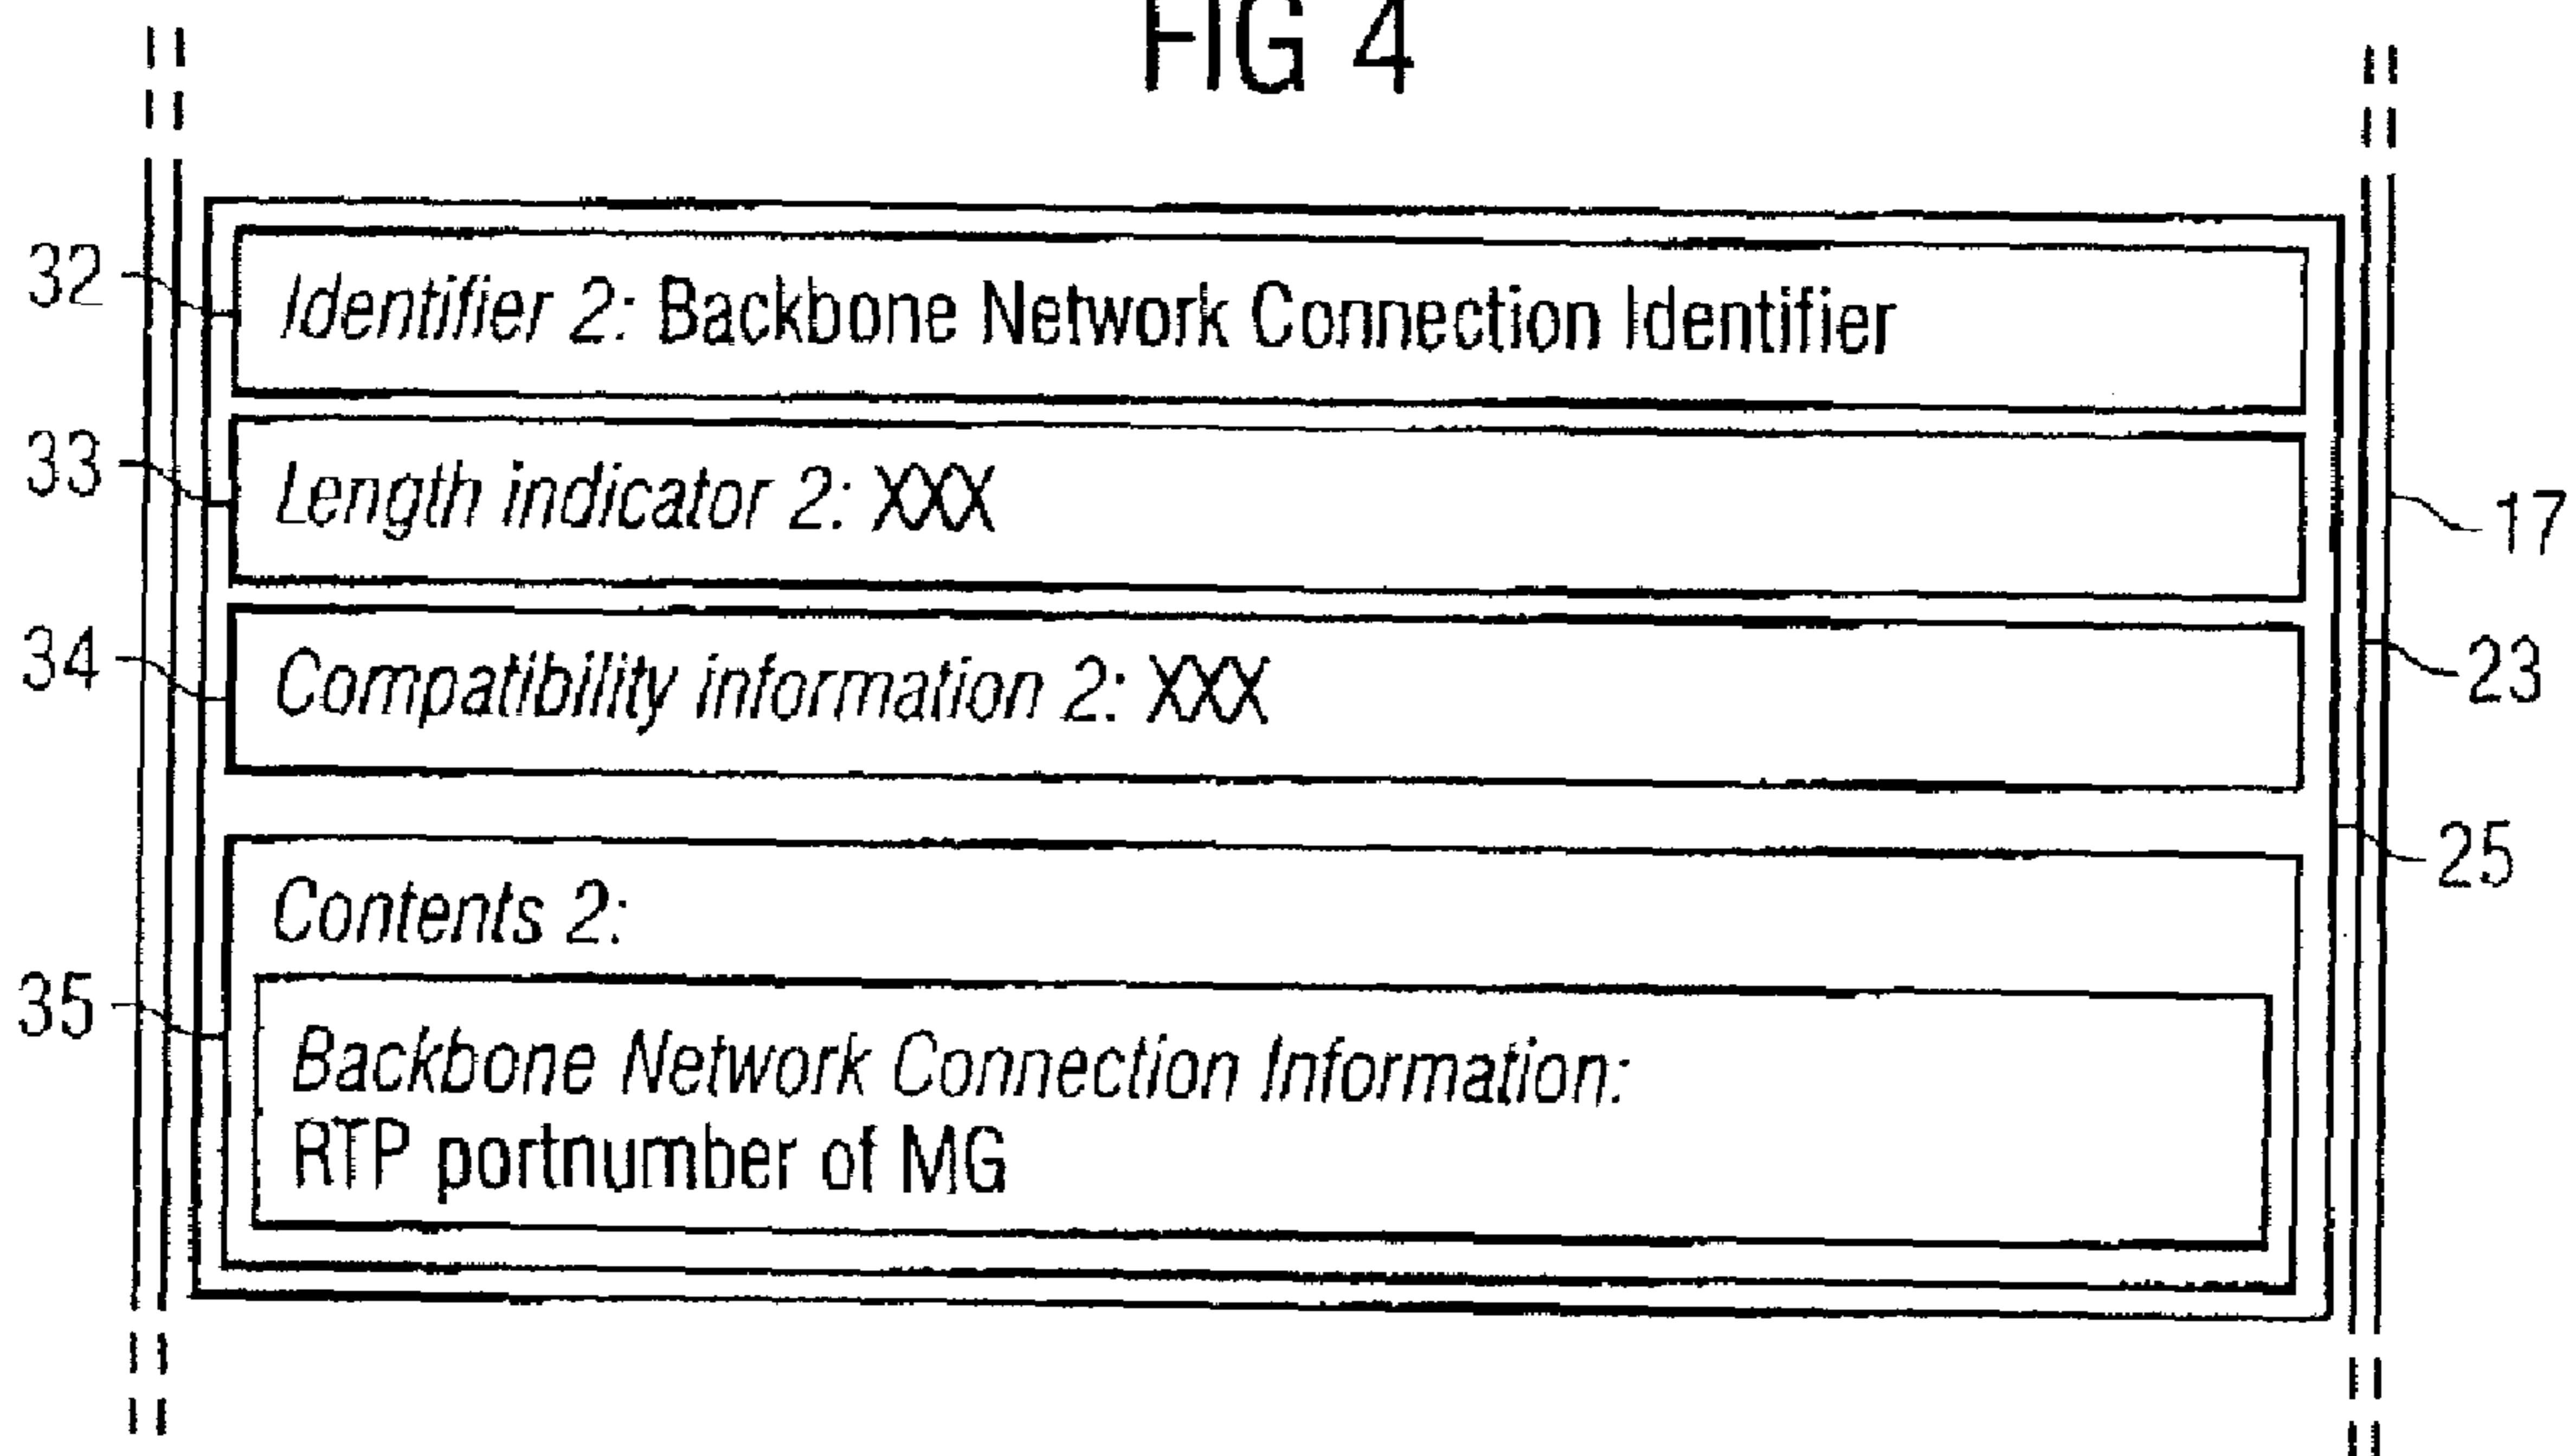 FIG 4
32
Identifier 2: Backbone Network Connection Identifier
33
Length indicator 2: XXX
17
34
Compatibility information 2: XXX
23
25
Contents 2:
35
Backbone Network Connection Information:
RTP portnumber of MG